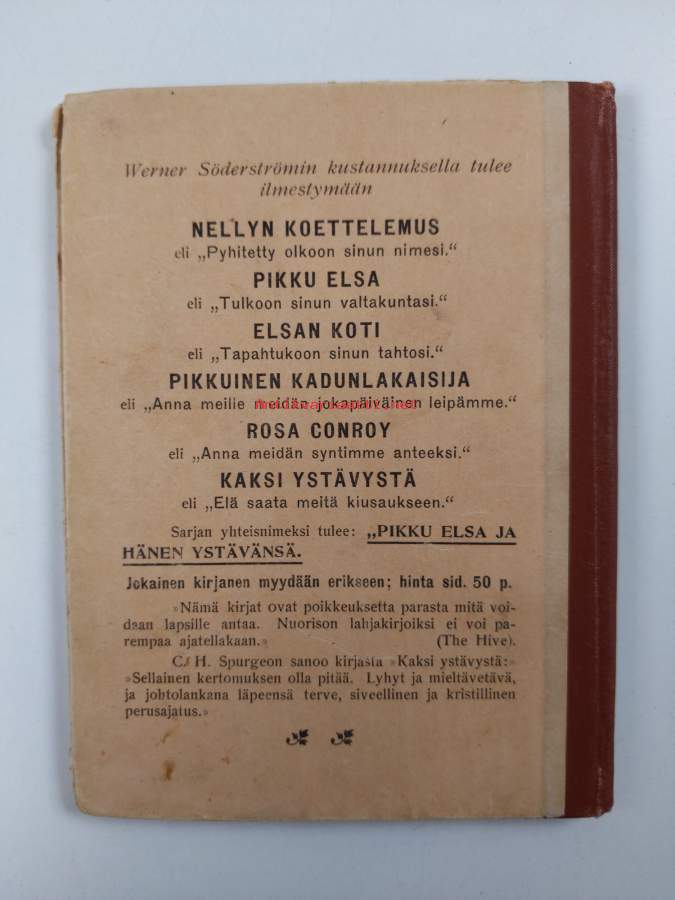 Werner Söderströmin kustannuksella tulee
ilmestymään
NELLYN KOETTELEMUS
eli „Pyhitetty olkoon sinun nimesi.“
PIKKU ELSA
eli „Tulkoon sinun valtakuntasi.“
ELSAN KOTI
eli „Tapahtukoon sinun tahtosi.“
PIKKUINEN KADUNLAKAISIJA
eli „Anna meille meidän jokapäiväinen leipämme.“
ROSA CONROY
eli „Anna meidän syntimme anteeksi.“
KAKSI YSTÄVYSTÄ
eli „Elä saata meitä kiusaukseen.“
Sarjan yhteisnimeksi tulee: „PIKKU ELSA JA
HÄNEN YSTÄVÄNSÄ.
Jokainen kirjanen myydään erikseen; hinta sid. 50 p.
»Nämä kirjat ovat poikkeuksetta parasta mitä voi-
daan lapsille antaa. Nuorison lahjakirjoiksi ei voi pa-
rempaa ajatellakaan.» (The Hive).
C. H. Spurgeon sanoo kirjasta »Kaksi ystävystä:»
»Sellainen kertomuksen olla pitää. Lyhyt ja mieltävetävä,
ja johtolankana läpeensä terve, siveellinen ja kristillinen
perusajatus.»